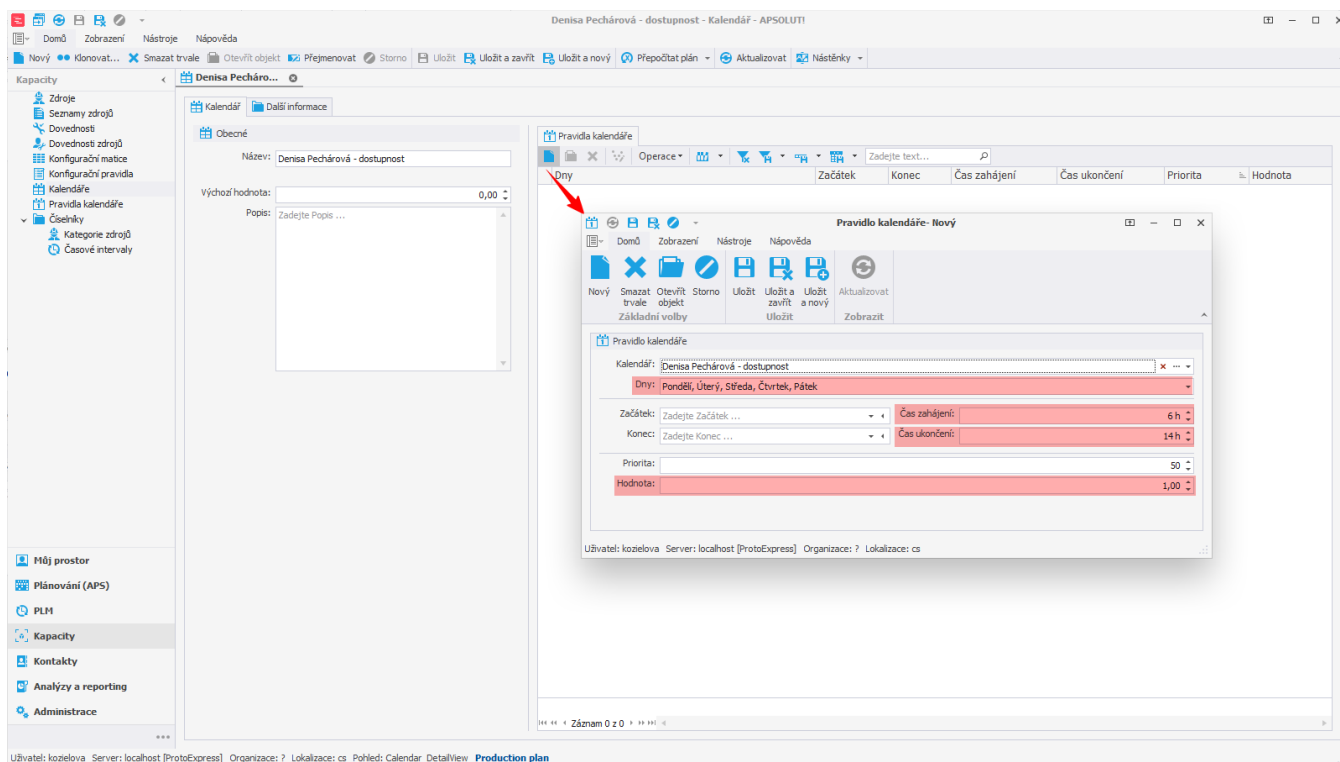 Denisa Pechárová - dostupnost - Kalendář - APSOLUT!
Domů Zobrazení Nástroje Nápověda
Nový Klonovat... Smazat trvale Otevřít objekt Přejmenovat Storno Uložit Uložit a zavřít Uložit a nový Přepočítat plán Aktualizovat Nástěnky
Kapacity
Denisa Pecháro...
Zdroje
Seznamy zdrojů
Dovednosti
Dovednosti zdrojů
Konfigurační matice
Konfigurační pravidla
Kalendáře
Pravidla kalendáře
Číselníky
Kategorie zdrojů
Časové intervaly
Můj prostor
Plánování (APS)
PLM
Kapacity
Kontakty
Analýzy a reporting
Administrace
Kalendář Další informace
Obecné
Název: Denisa Pechárová - dostupnost
Výchozí hodnota: 0,00
Popis: Zadejte Popis ...
Pravidla kalendáře
Operace Zadejte text...
Dny Začátek Konec Čas zahájení Čas ukončení Priorita Hodnota
Pravidlo kalendáře- Nový
Domů Zobrazení Nástroje Nápověda
Nový Smazat trvale Otevřít objekt Storno Uložit Uložit a zavřít Uložit a nový Aktualizovat
Základní volby Uložit Zobrazit
Pravidlo kalendáře
Kalendář: Denisa Pechárová - dostupnost
Dny: Pondělí, Úterý, Středa, Čtvrtek, Pátek
Začátek: Zadejte Začátek ... Čas zahájení: 6 h
Konec: Zadejte Konec ... Čas ukončení: 14 h
Priorita: 50
Hodnota: 1,00
Uživatel: kozielova Server: localhost [ProtoExpress] Organizace: ? Lokalizace: cs
Záznam 0 z 0
Uživatel: kozielova Server: localhost [ProtoExpress] Organizace: ? Lokalizace: cs Pohled: Calendar_DetailView Production plan